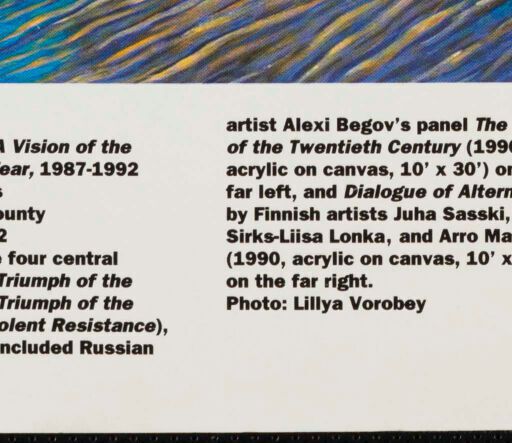 A Vision of the
ear, 1987-1992
ounty
2
four central
Triumph of the
Triumph of the
olent Resistance),
ncluded Russian
artist Alexi Begov's panel The
of the Twentieth Century (1990
acrylic on canvas, 10' x 30') on
far left, and Dialogue of Altern
by Finnish artists Juha Sasski,
Sirks-Liisa Lonka, and Arro Ma
(1990, acrylic on canvas, 10' x
on the far right.
Photo: Lillya Vorobey